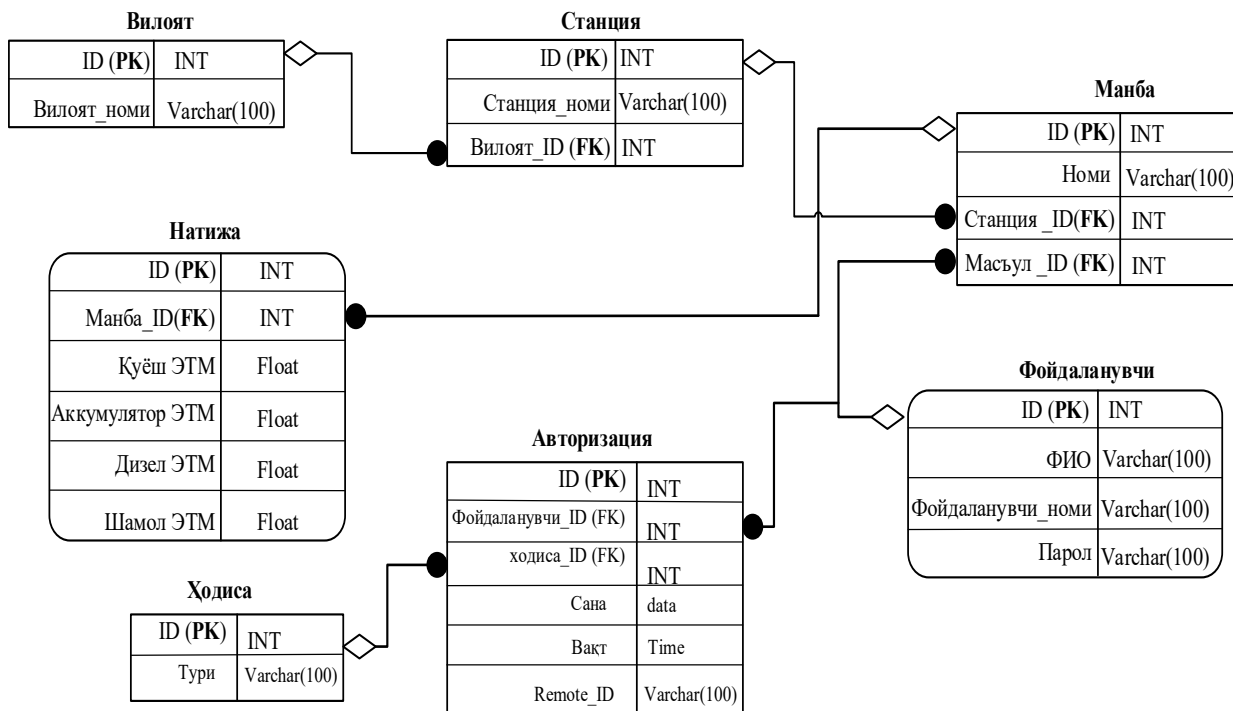 Вилоят
ID (PK) INT
Вилоят_номи Varchar(100)
Станция
ID (PK) INT
Станция_номи Varchar(100)
Вилоят_ID (FK) INT
Манба
ID (PK) INT
Номи Varchar(100)
Станция _ID(FK) INT
Масъул _ID (FK) INT
Натижа
ID (PK) INT
Манба_ID(FK) INT
Қуёш ЭТМ Float
Аккумулятор ЭТМ Float
Дизел ЭТМ Float
Шамол ЭТМ Float
Фойдаланувчи
ID (PK) INT
ФИО Varchar(100)
Фойдаланувчи_номи Varchar(100)
Парол Varchar(100)
Авторизация
ID (PK) INT
Фойдаланувчи_ID (FK) INT
ходиса_ID (FK) INT
Сана data
Вақт Time
Remote_ID Varchar(100)
Ҳодиса
ID (PK) INT
Тури Varchar(100)